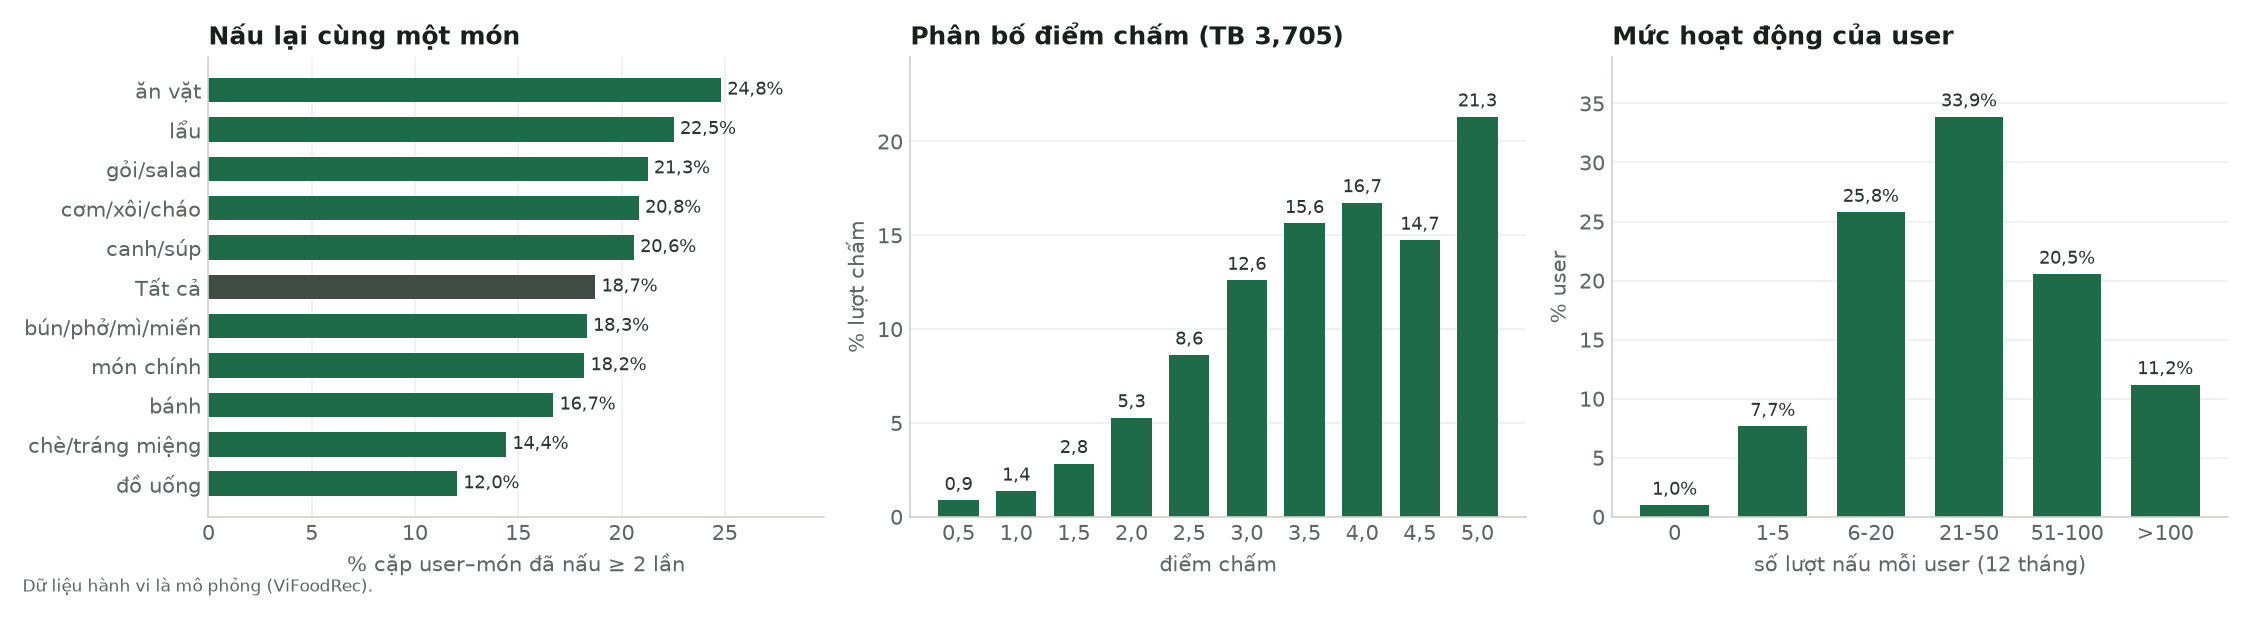 Nấu lại cùng một món
ăn vặt
24,8%
lẩu
22,5%
gỏi/salad
21,3%
cơm/xôi/cháo
20,8%
canh/súp
20,6%
Tất cả
18,7%
bún/phở/mì/miến
18,3%
món chính
18,2%
bánh
16,7%
chè/tráng miệng
14,4%
đồ uống
12,0%
0 5 10 15 20 25
% cặp user–món đã nấu ≥ 2 lần
Dữ liệu hành vi là mô phỏng (ViFoodRec).
Phân bố điểm chấm (TB 3,705)
% lượt chấm
20
15
10
5
0
0,9 1,4 2,8 5,3 8,6 12,6 15,6 16,7 14,7 21,3
0,5 1,0 1,5 2,0 2,5 3,0 3,5 4,0 4,5 5,0
điểm chấm
Mức hoạt động của user
% user
35
30
25
20
15
10
5
0
1,0% 7,7% 25,8% 33,9% 20,5% 11,2%
0 1-5 6-20 21-50 51-100 >100
số lượt nấu mỗi user (12 tháng)